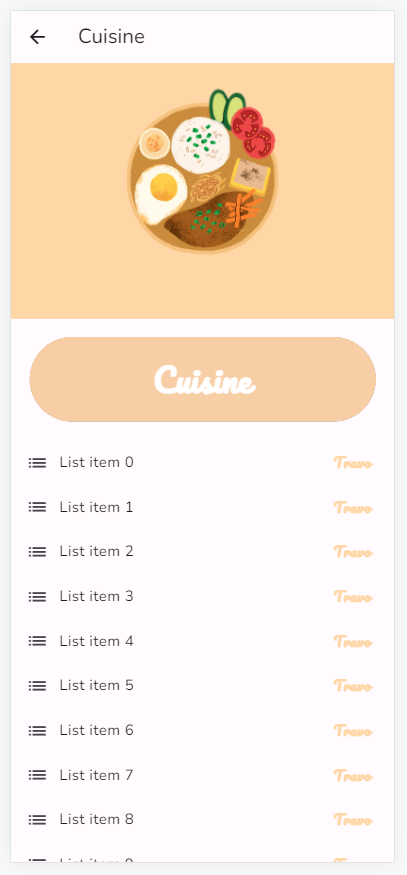 Cuisine
Cuisine
List item 0 Travo
List item 1 Travo
List item 2 Travo
List item 3 Travo
List item 4 Travo
List item 5 Travo
List item 6 Travo
List item 7 Travo
List item 8 Travo